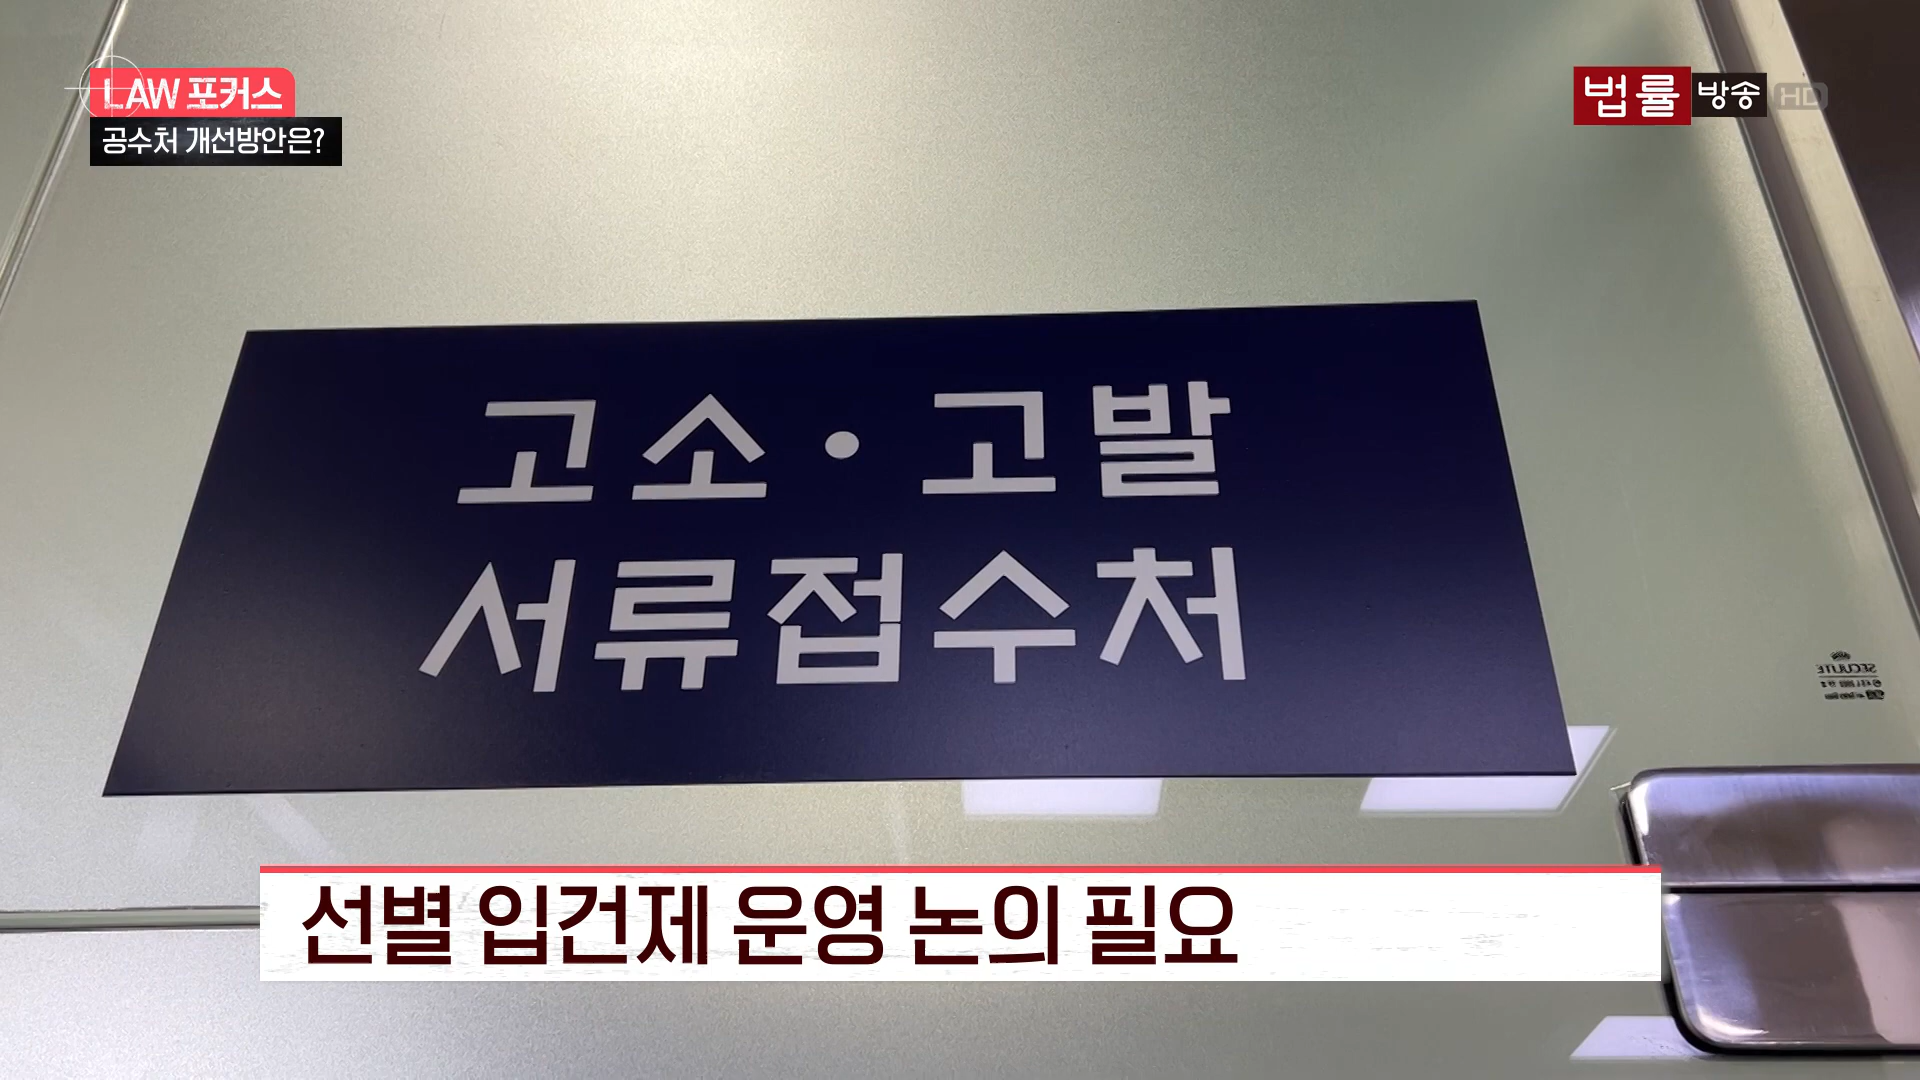 LAW 포커스
공수처 개선방안은?
법률방송 HD
고소·고발
서류접수처
SECURITE
선별 입건제 운영 논의 필요